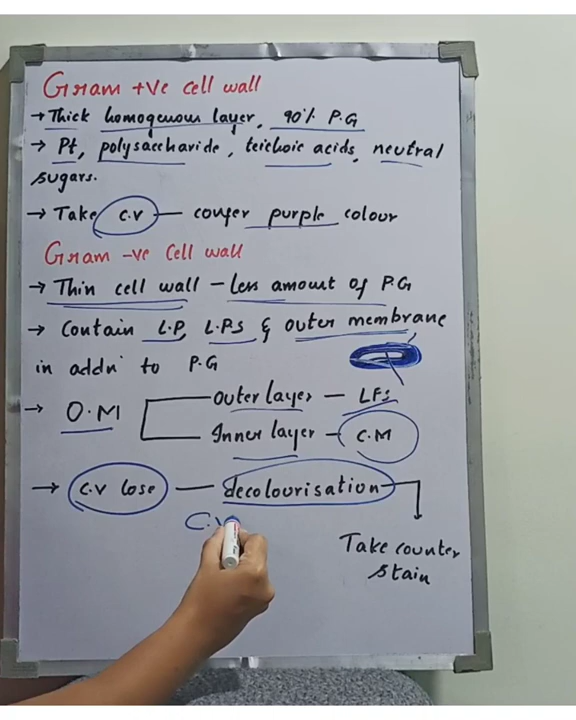 Gram +ve cell wall
→ Thick homogenous layer, 90% P.G
→ Pt, polysaccharide, teichoic acids, neutral
sugars.
→ Take C.V — confer purple colour
Gram -ve Cell wall
→ Thin cell wall - Less amount of P.G
→ Contain L.P, L.P.S & outer membrane
in addn to P.G
→ O.M
Outer layer - LPS
Inner layer - C.M
→ C.V lose — decolourisation
Take counter
stain
C.V